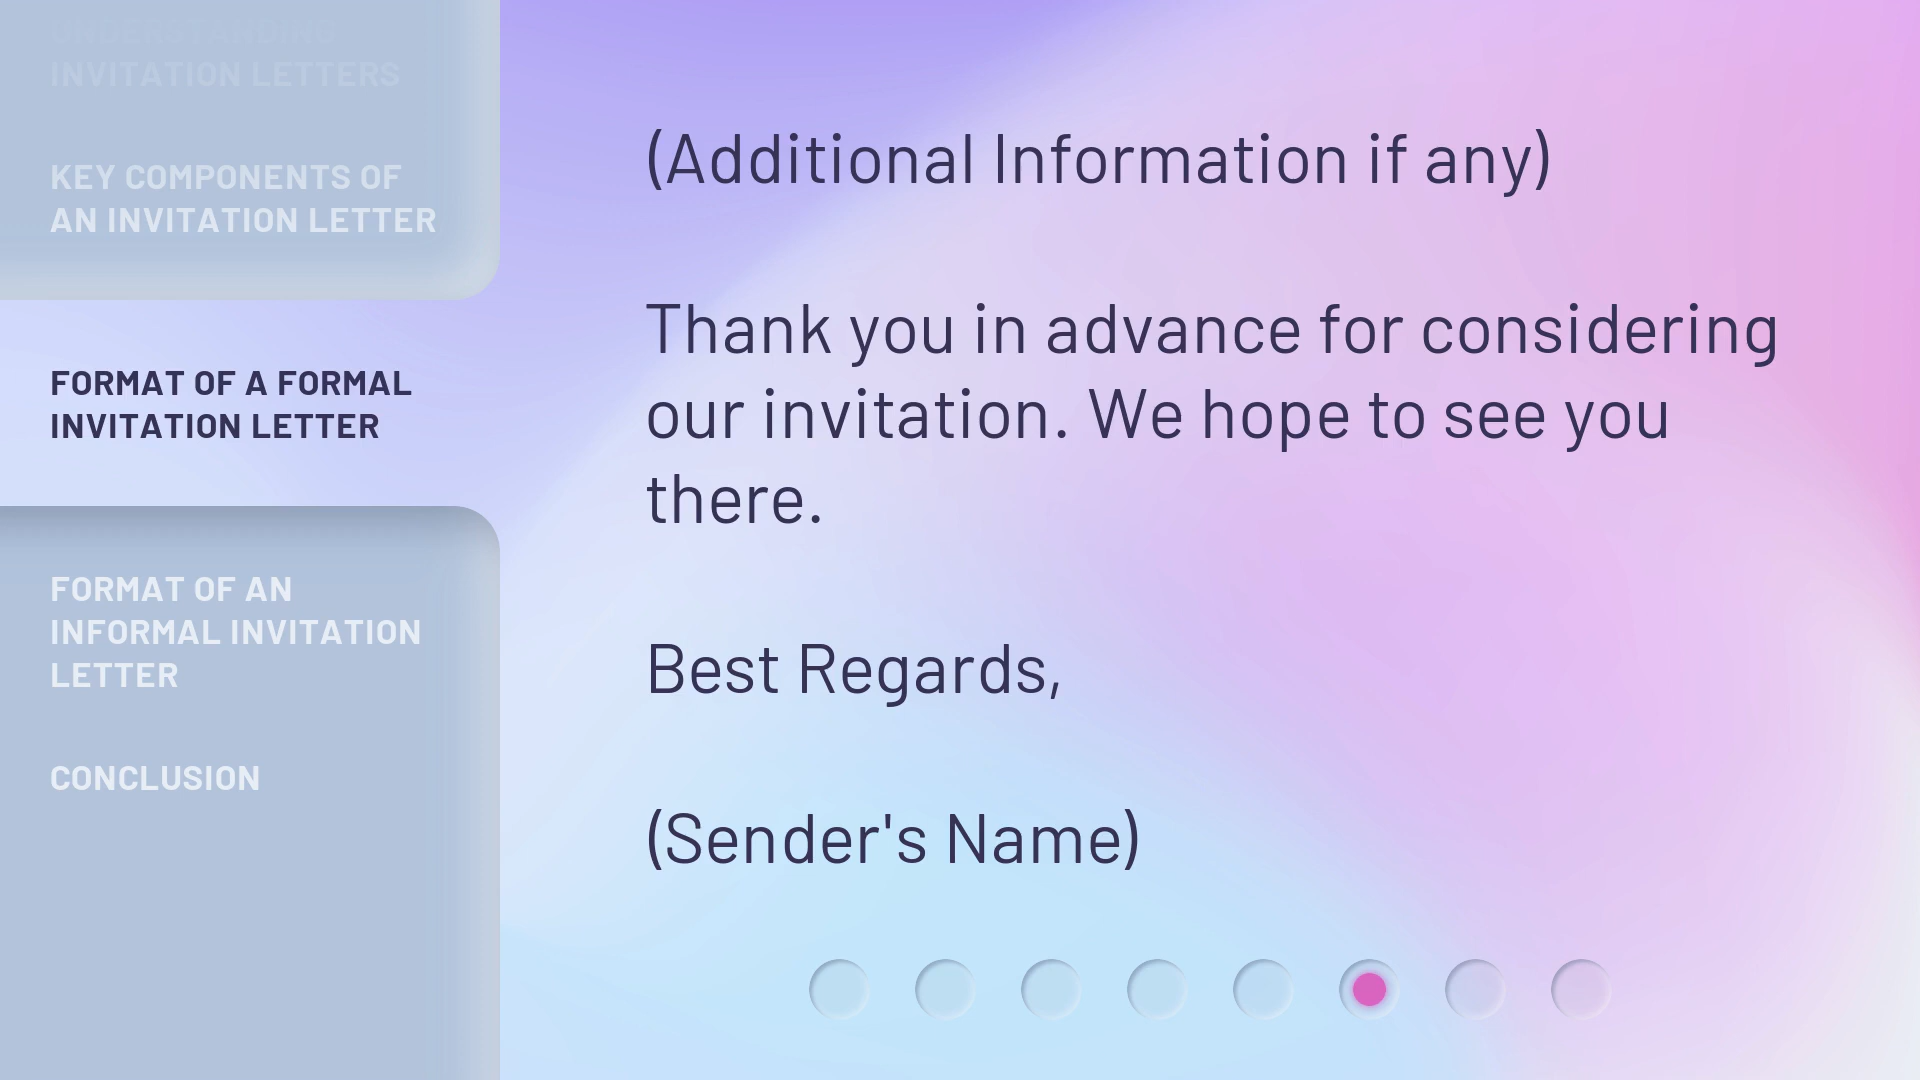 UNDERSTANDING
INVITATION LETTERS
KEY COMPONENTS OF
AN INVITATION LETTER
FORMAT OF A FORMAL
INVITATION LETTER
FORMAT OF AN
INFORMAL INVITATION
LETTER
CONCLUSION
(Additional Information if any)
Thank you in advance for considering
our invitation. We hope to see you
there.
Best Regards,
(Sender's Name)